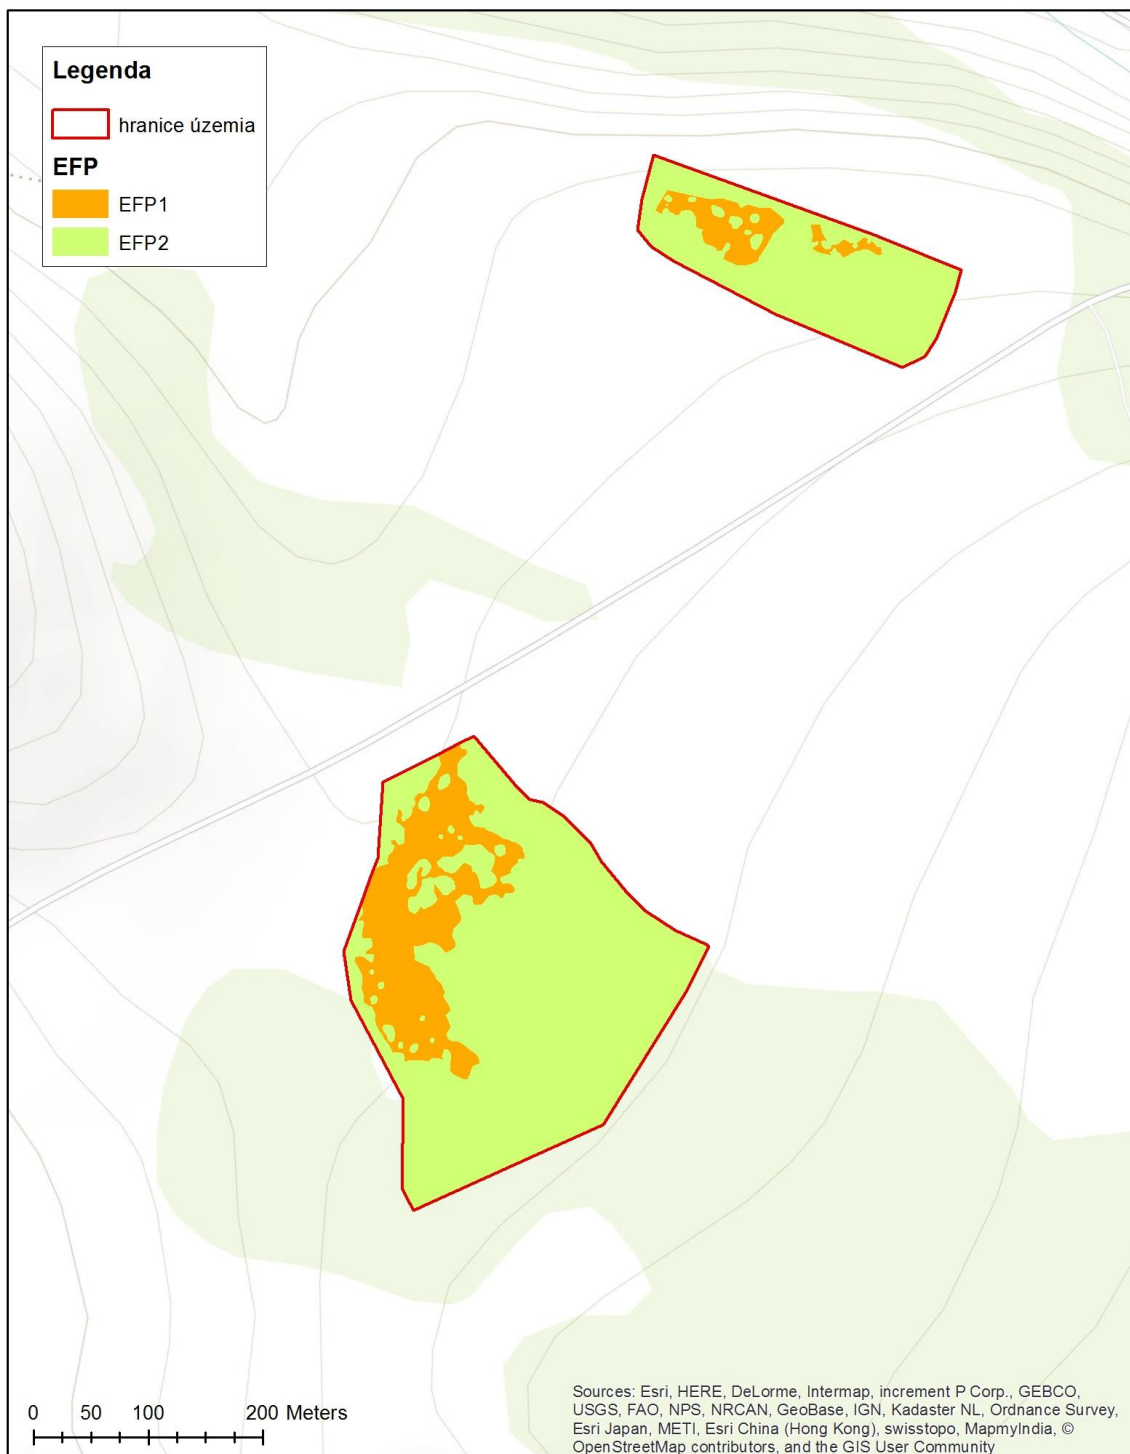 Legenda
hranice územia
EFP
EFP1
EFP2
0 50 100 200 Meters
Sources: Esri, HERE, DeLorme, Intermap, increment P Corp., GEBCO,
USGS, FAO, NPS, NRCAN, GeoBase, IGN, Kadaster NL, Ordnance Survey,
Esri Japan, METI, Esri China (Hong Kong), swisstopo, MapmyIndia, ©
OpenStreetMap contributors, and the GIS User Community